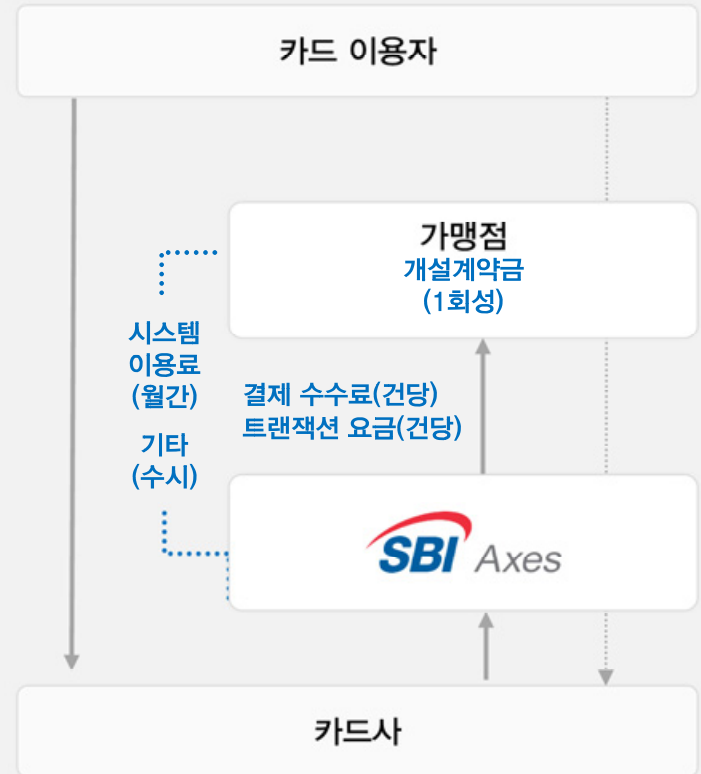 카드 이용자
가맹점
개설계약금
(1회성)
시스템
이용료
(월간)
기타
(수시)
결제 수수료(건당)
트랜잭션 요금(건당)
SBI Axes
카드사